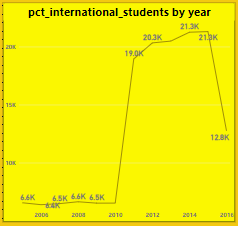 pct_international_students by year
21.3K
20.3K
21.3K
20K
19.0K
15K
12.8K
10K
6.6K
6.5K
6.6K
6.5K
6.4K
5K
2006
2008
2010
2012
2014
2016